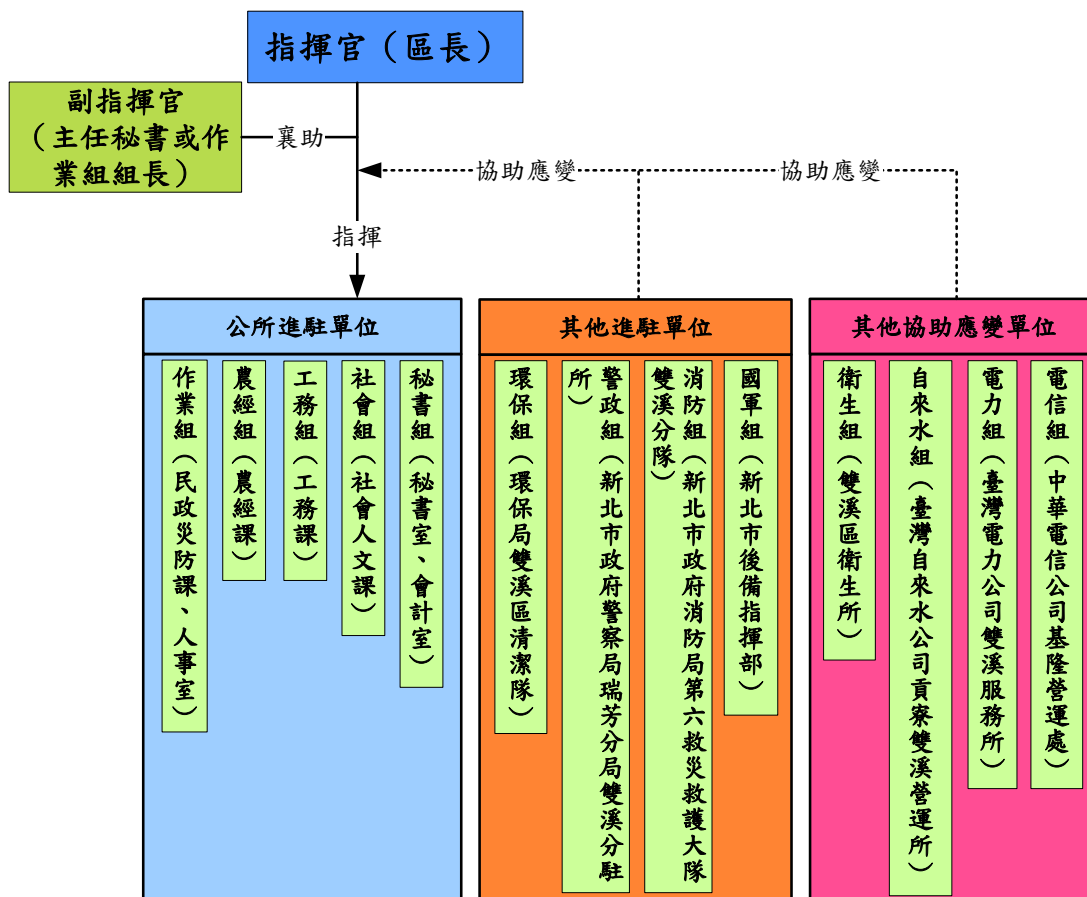 指揮官（區長）
副指揮官
（主任秘書或作
業組組長）
襄助
協助應變
協助應變
指揮
公所進駐單位
作業組（民政災防課、人事室）
農經組（農經課）
工務組（工務課）
社會組（社會人文課）
秘書組（秘書室、會計室）
其他進駐單位
環保組（環保局雙溪區清潔隊）
警政組（新北市政府警察局瑞芳分局雙溪分駐
所）
消防組（新北市政府消防局第六救災救護大隊
雙溪分隊）
國軍組（新北市後備指揮部）
其他協助應變單位
衛生組（雙溪區衛生所）
自來水組（臺灣自來水公司貢寮雙溪營運所）
電力組（臺灣電力公司雙溪服務所）
電信組（中華電信公司基隆營運處）